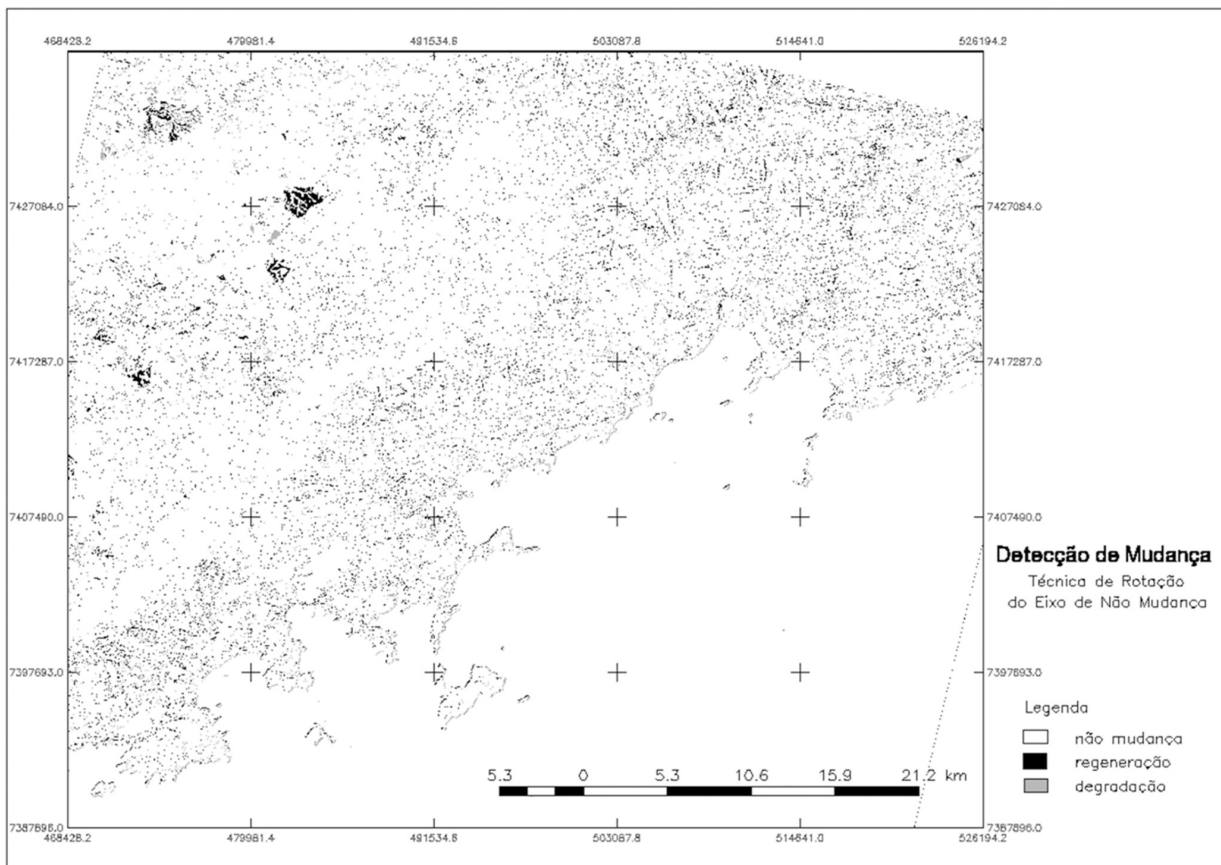 468428.2 479981.4 491534.6 503087.8 514641.0 526194.2
7427084.0 7427084.0
7417287.0 7417287.0
7407490.0 7407490.0
Detecção de Mudança
Técnica de Rotação
do Eixo de Não Mudança
7397693.0 7397693.0
Legenda
não mudança
regeneração
degradação
5.3 0 5.3 10.6 15.9 21.2 km
7387896.0 7387896.0
468428.2 479981.4 491534.6 503087.8 514641.0 526194.2